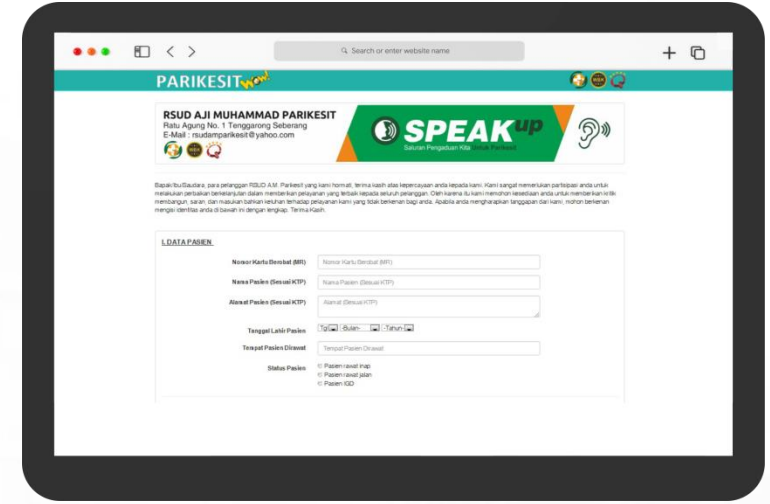 Search or enter website name
PARIKESIT wow!
RSUD AJI MUHAMMAD PARIKESIT
Ratu Agung No. 1 Tenggarong Seberang
E-Mail : rsudamparikesit@yahoo.com
SPEAK up
Saluran Pengaduan Kita Untuk Parikesit
Bapak/Ibu/Saudara, para pelanggan RSUD A.M. Parikesit yang kami hormat, terima kasih atas kepercayaan anda kepada kami. Kami sangat memerlukan partisipasi anda untuk
melakukan perbaikan berkelanjutan dalam memberikan pelayanan yang terbaik kepada seluruh pelanggan. Oleh karena itu kami memohon kesediaan anda untuk memberikan kritik
membangun, saran, dan masukan bahkan keluhan terhadap pelayanan kami yang tidak berkenan bagi anda. Apabila anda mengharapkan tanggapan dari kami, mohon berkenan
mengisi identitas anda di bawah ini dengan lengkap. Terima Kasih.
I. DATA PASIEN
Nomor Kartu Berobat (MR) Nomor Kartu Berobat (MR)
Nama Pasien (Sesuai KTP) Nama Pasien (Sesuai KTP)
Alamat Pasien (Sesuai KTP) Alamat (Sesuai KTP)
Tanggal Lahir Pasien Tgl -Bulan- -Tahun-
Tempat Pasien Dirawat Tempat Pasien Dirawat
Status Pasien Pasien rawat inap
Pasien rawat jalan
Pasien IGD